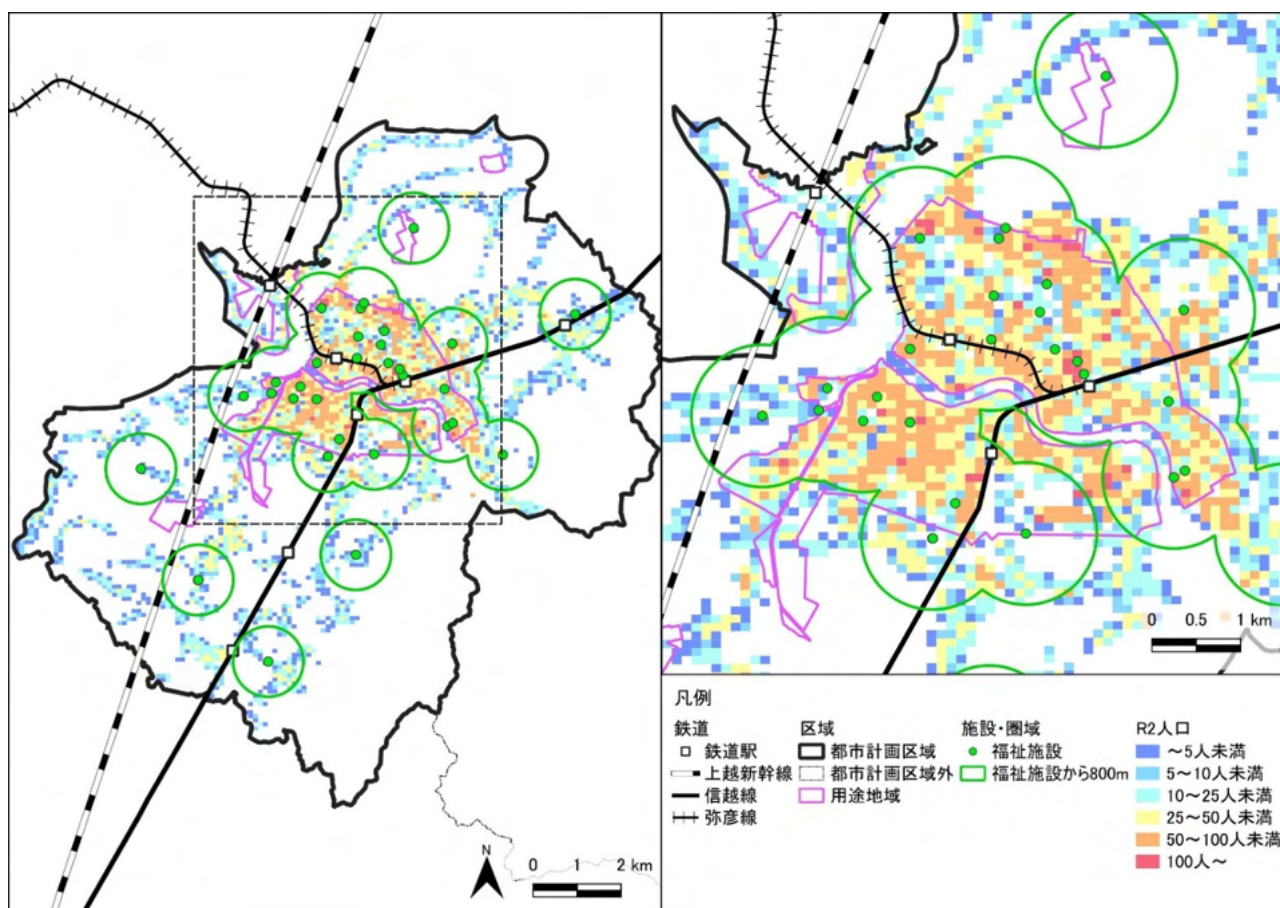 N
0 1 2 km
0 0.5 1 km
凡例
鉄道
鉄道駅
上越新幹線
信越線
弥彦線
区域
都市計画区域
都市計画区域外
用途地域
施設・圏域
福祉施設
福祉施設から800m
R2人口
～5人未満
5～10人未満
10～25人未満
25～50人未満
50～100人未満
100人～